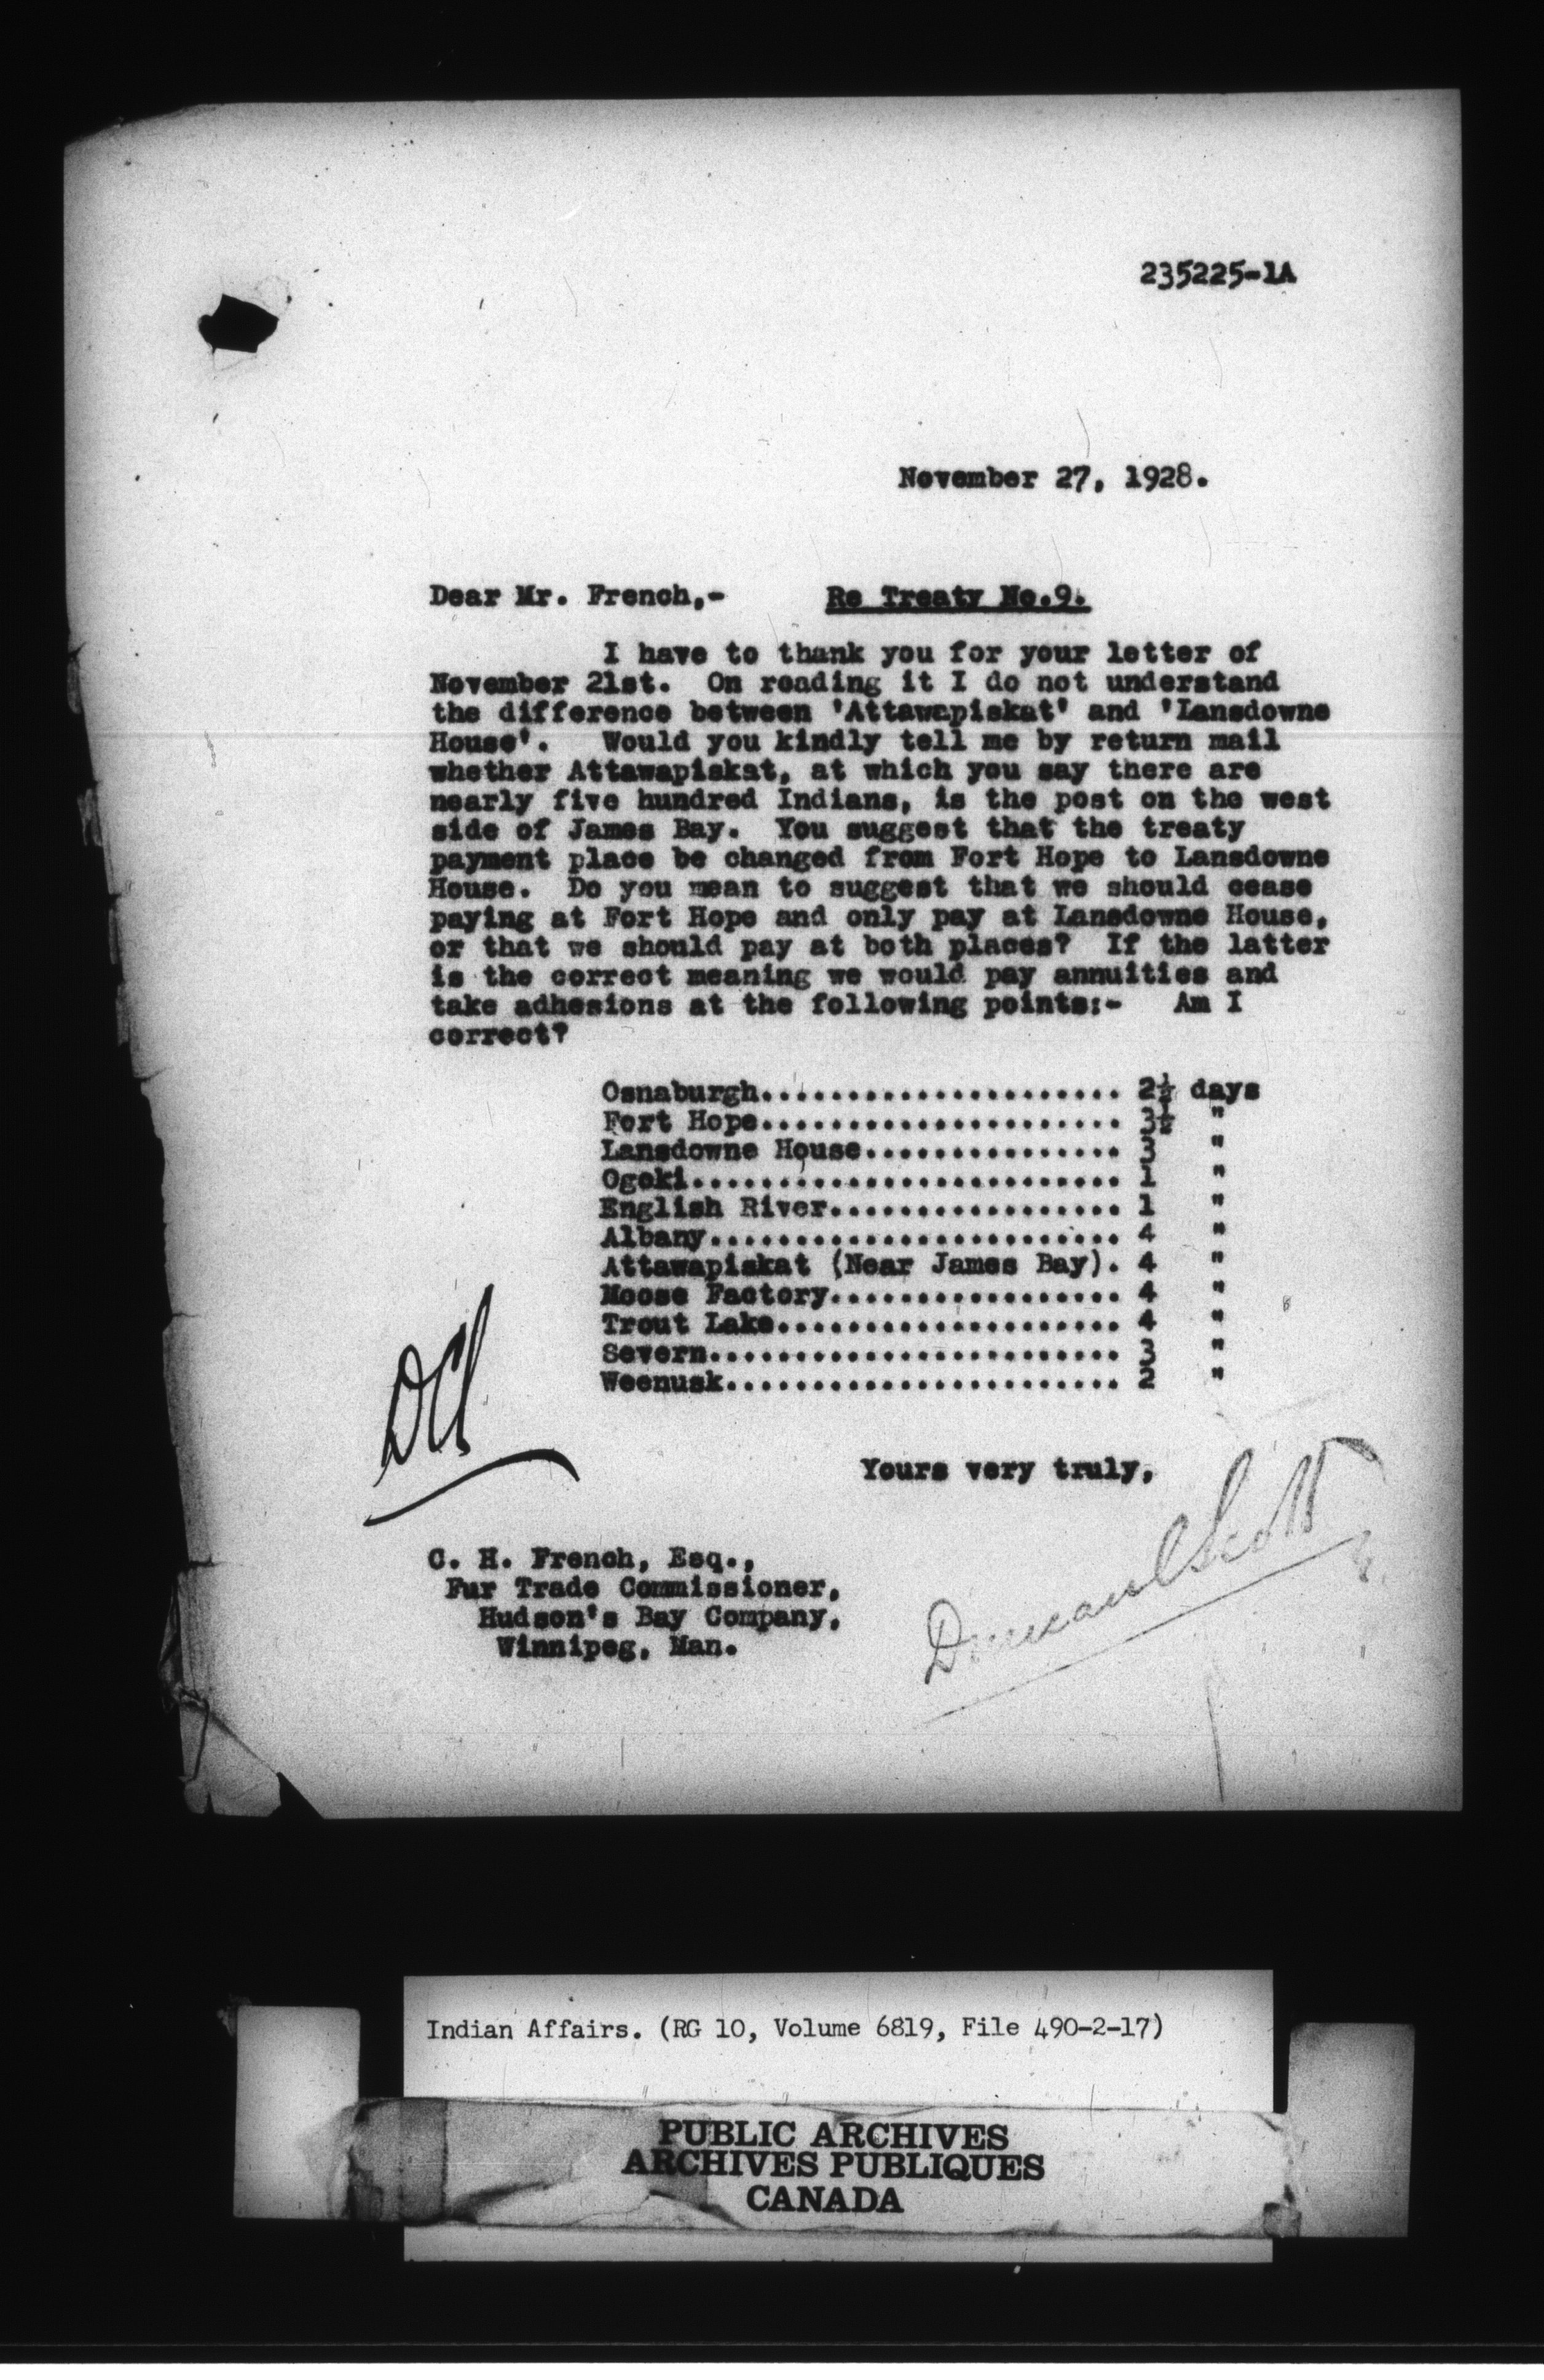 235225-1A
November 27, 1928.
Dear Mr. French,- Re Treaty No.9.
I have to thank you for your letter of
November 21st. On reading it I do not understand
the difference between 'Attawapiskat' and 'Lansdowne
House'. Would you kindly tell me by return mail
whether Attawapiskat, at which you say there are
nearly five hundred Indians, is the post on the west
side of James Bay. You suggest that the treaty
payment place be changed from Fort Hope to Lansdowne
House. Do you mean to suggest that we should cease
paying at Fort Hope and only pay at Lansdowne House,
or that we should pay at both places? If the latter
is the correct meaning we would pay annuities and
take adhesions at the following points:- Am I
correct?
Osnaburgh..................... 2½ days
Fort Hope..................... 3½ "
Lansdowne House............... 3 "
Ogoki......................... 1 "
English River................. 1 "
Albany........................ 4 "
Attawapiskat (Near James Bay). 4 "
Moose Factory................. 4 "
Trout Lake.................... 4 "
Severn........................ 3 "
Weenusk....................... 2 "
Yours very truly,
Duncan C Scott
C. H. French, Esq.,
Fur Trade Commissioner,
Hudson's Bay Company,
Winnipeg, Man.
Indian Affairs. (RG 10, Volume 6819, File 490-2-17)
PUBLIC ARCHIVES
ARCHIVES PUBLIQUES
CANADA